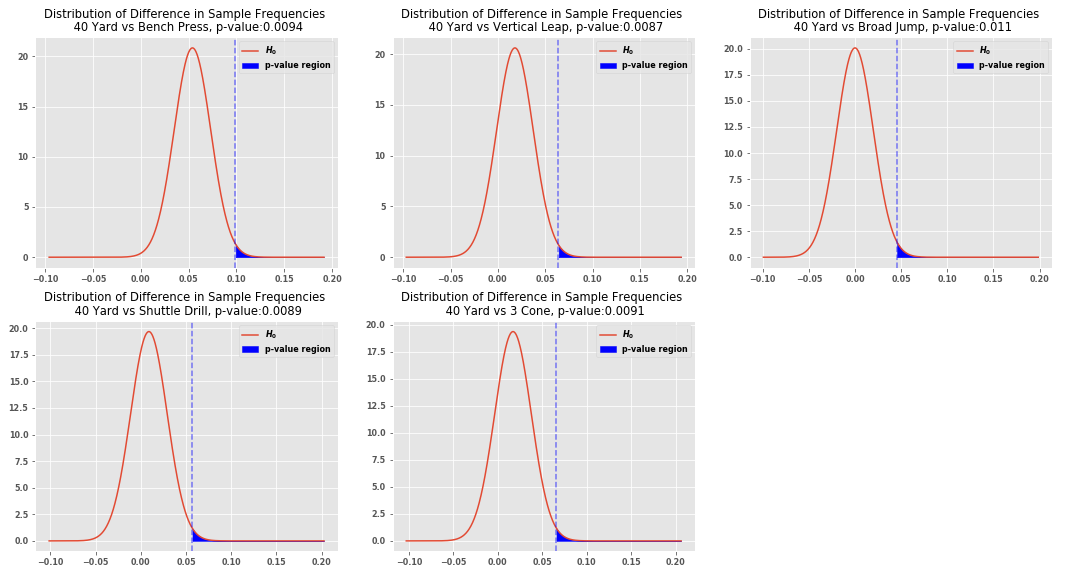 Distribution of Difference in Sample Frequencies
40 Yard vs Bench Press, p-value:0.0094
H₀
p-value region
20
15
10
5
0
−0.10 −0.05 0.00 0.05 0.10 0.15 0.20
Distribution of Difference in Sample Frequencies
40 Yard vs Vertical Leap, p-value:0.0087
H₀
p-value region
20
15
10
5
0
−0.10 −0.05 0.00 0.05 0.10 0.15 0.20
Distribution of Difference in Sample Frequencies
40 Yard vs Broad Jump, p-value:0.011
H₀
p-value region
20.0
17.5
15.0
12.5
10.0
7.5
5.0
2.5
0.0
−0.10 −0.05 0.00 0.05 0.10 0.15 0.20
Distribution of Difference in Sample Frequencies
40 Yard vs Shuttle Drill, p-value:0.0089
H₀
p-value region
20.0
17.5
15.0
12.5
10.0
7.5
5.0
2.5
0.0
−0.10 −0.05 0.00 0.05 0.10 0.15 0.20
Distribution of Difference in Sample Frequencies
40 Yard vs 3 Cone, p-value:0.0091
H₀
p-value region
20.0
17.5
15.0
12.5
10.0
7.5
5.0
2.5
0.0
−0.10 −0.05 0.00 0.05 0.10 0.15 0.20